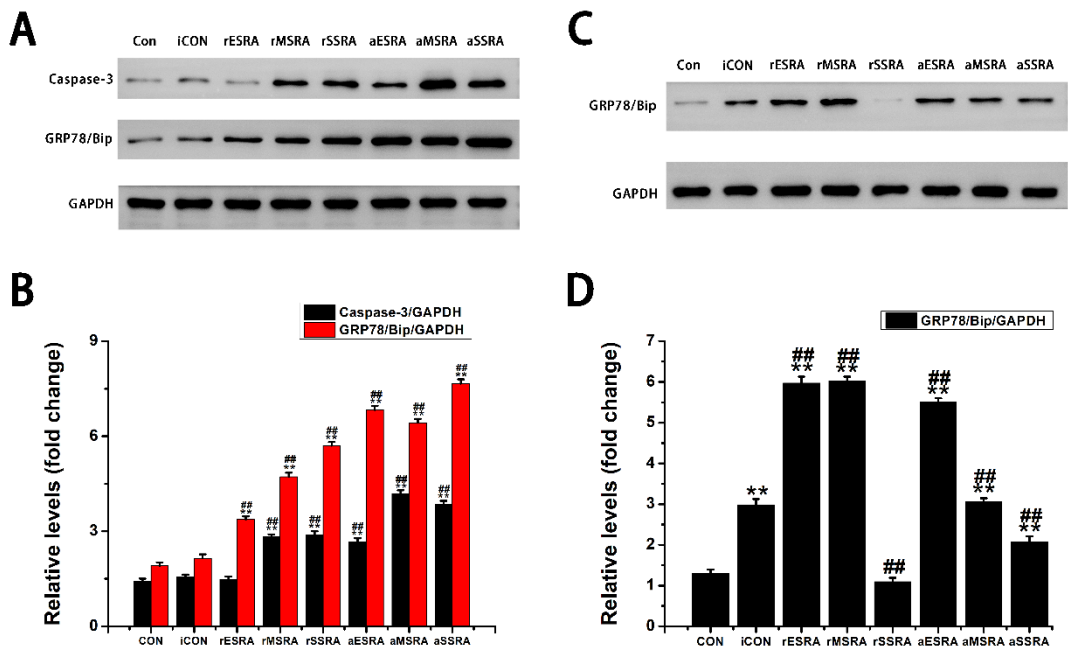 A
Con iCON rESRA rMSRA rSSRA aESRA aMSRA aSSRA
Caspase-3
GRP78/Bip
GAPDH
C
Con iCON rESRA rMSRA rSSRA aESRA aMSRA aSSRA
GRP78/Bip
GAPDH
B
Caspase-3/GAPDH
GRP78/Bip/GAPDH
Relative levels (fold change)
9
6
3
0
##
**
##
**
##
**
##
**
##
**
##
**
##
**
##
**
##
**
##
**
##
**
CON iCON rESRA rMSRA rSSRA aESRA aMSRA aSSRA
D
GRP78/Bip/GAPDH
Relative levels (fold change)
7
6
5
4
3
2
1
0
**
##
**
##
**
##
##
**
##
**
##
**
CON iCON rESRA rMSRA rSSRA aESRA aMSRA aSSRA